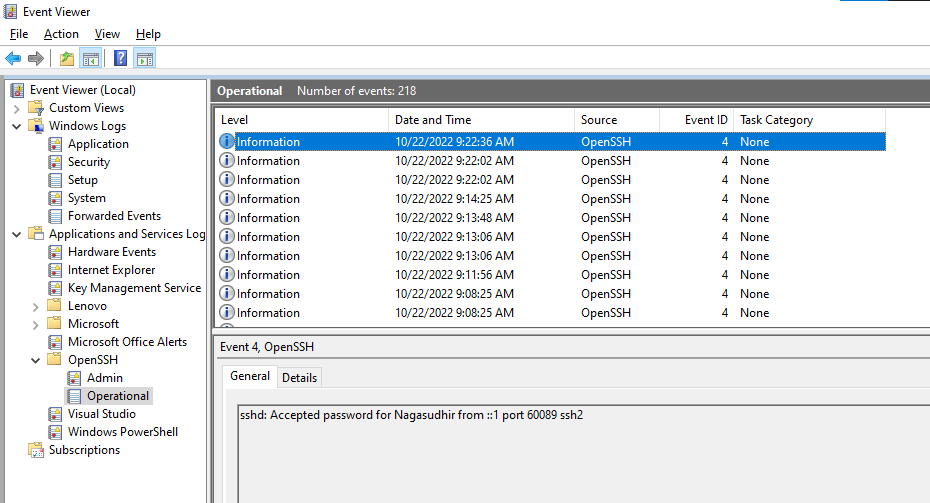 Event Viewer
File Action View Help
Event Viewer (Local)
Custom Views
Windows Logs
Application
Security
Setup
System
Forwarded Events
Applications and Services Log
Hardware Events
Internet Explorer
Key Management Service
Lenovo
Microsoft
Microsoft Office Alerts
OpenSSH
Admin
Operational
Visual Studio
Windows PowerShell
Subscriptions
Operational Number of events: 218
Level Date and Time Source Event ID Task Category
Information 10/22/2022 9:22:36 AM OpenSSH 4 None
Information 10/22/2022 9:22:02 AM OpenSSH 4 None
Information 10/22/2022 9:22:02 AM OpenSSH 4 None
Information 10/22/2022 9:14:25 AM OpenSSH 4 None
Information 10/22/2022 9:13:48 AM OpenSSH 4 None
Information 10/22/2022 9:13:06 AM OpenSSH 4 None
Information 10/22/2022 9:13:06 AM OpenSSH 4 None
Information 10/22/2022 9:11:56 AM OpenSSH 4 None
Information 10/22/2022 9:08:25 AM OpenSSH 4 None
Information 10/22/2022 9:08:25 AM OpenSSH 4 None
Event 4, OpenSSH
General Details
sshd: Accepted password for Nagasudhir from ::1 port 60089 ssh2